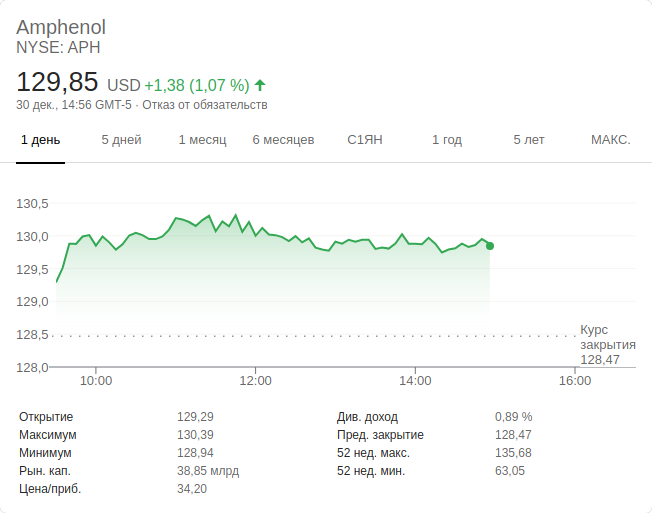 Amphenol
NYSE: APH
129,85 USD +1,38 (1,07 %)
30 дек., 14:56 GMT-5 · Отказ от обязательств
1 день 5 дней 1 месяц 6 месяцев С1ЯН 1 год 5 лет МАКС.
130,5
130,0
129,5
129,0
128,5
Курс
закрытия
128,47
128,0
10:00 12:00 14:00 16:00
Открытие 129,29 Див. доход 0,89 %
Максимум 130,39 Пред. закрытие 128,47
Минимум 128,94 52 нед. макс. 135,68
Рын. кап. 38,85 млрд 52 нед. мин. 63,05
Цена/приб. 34,20